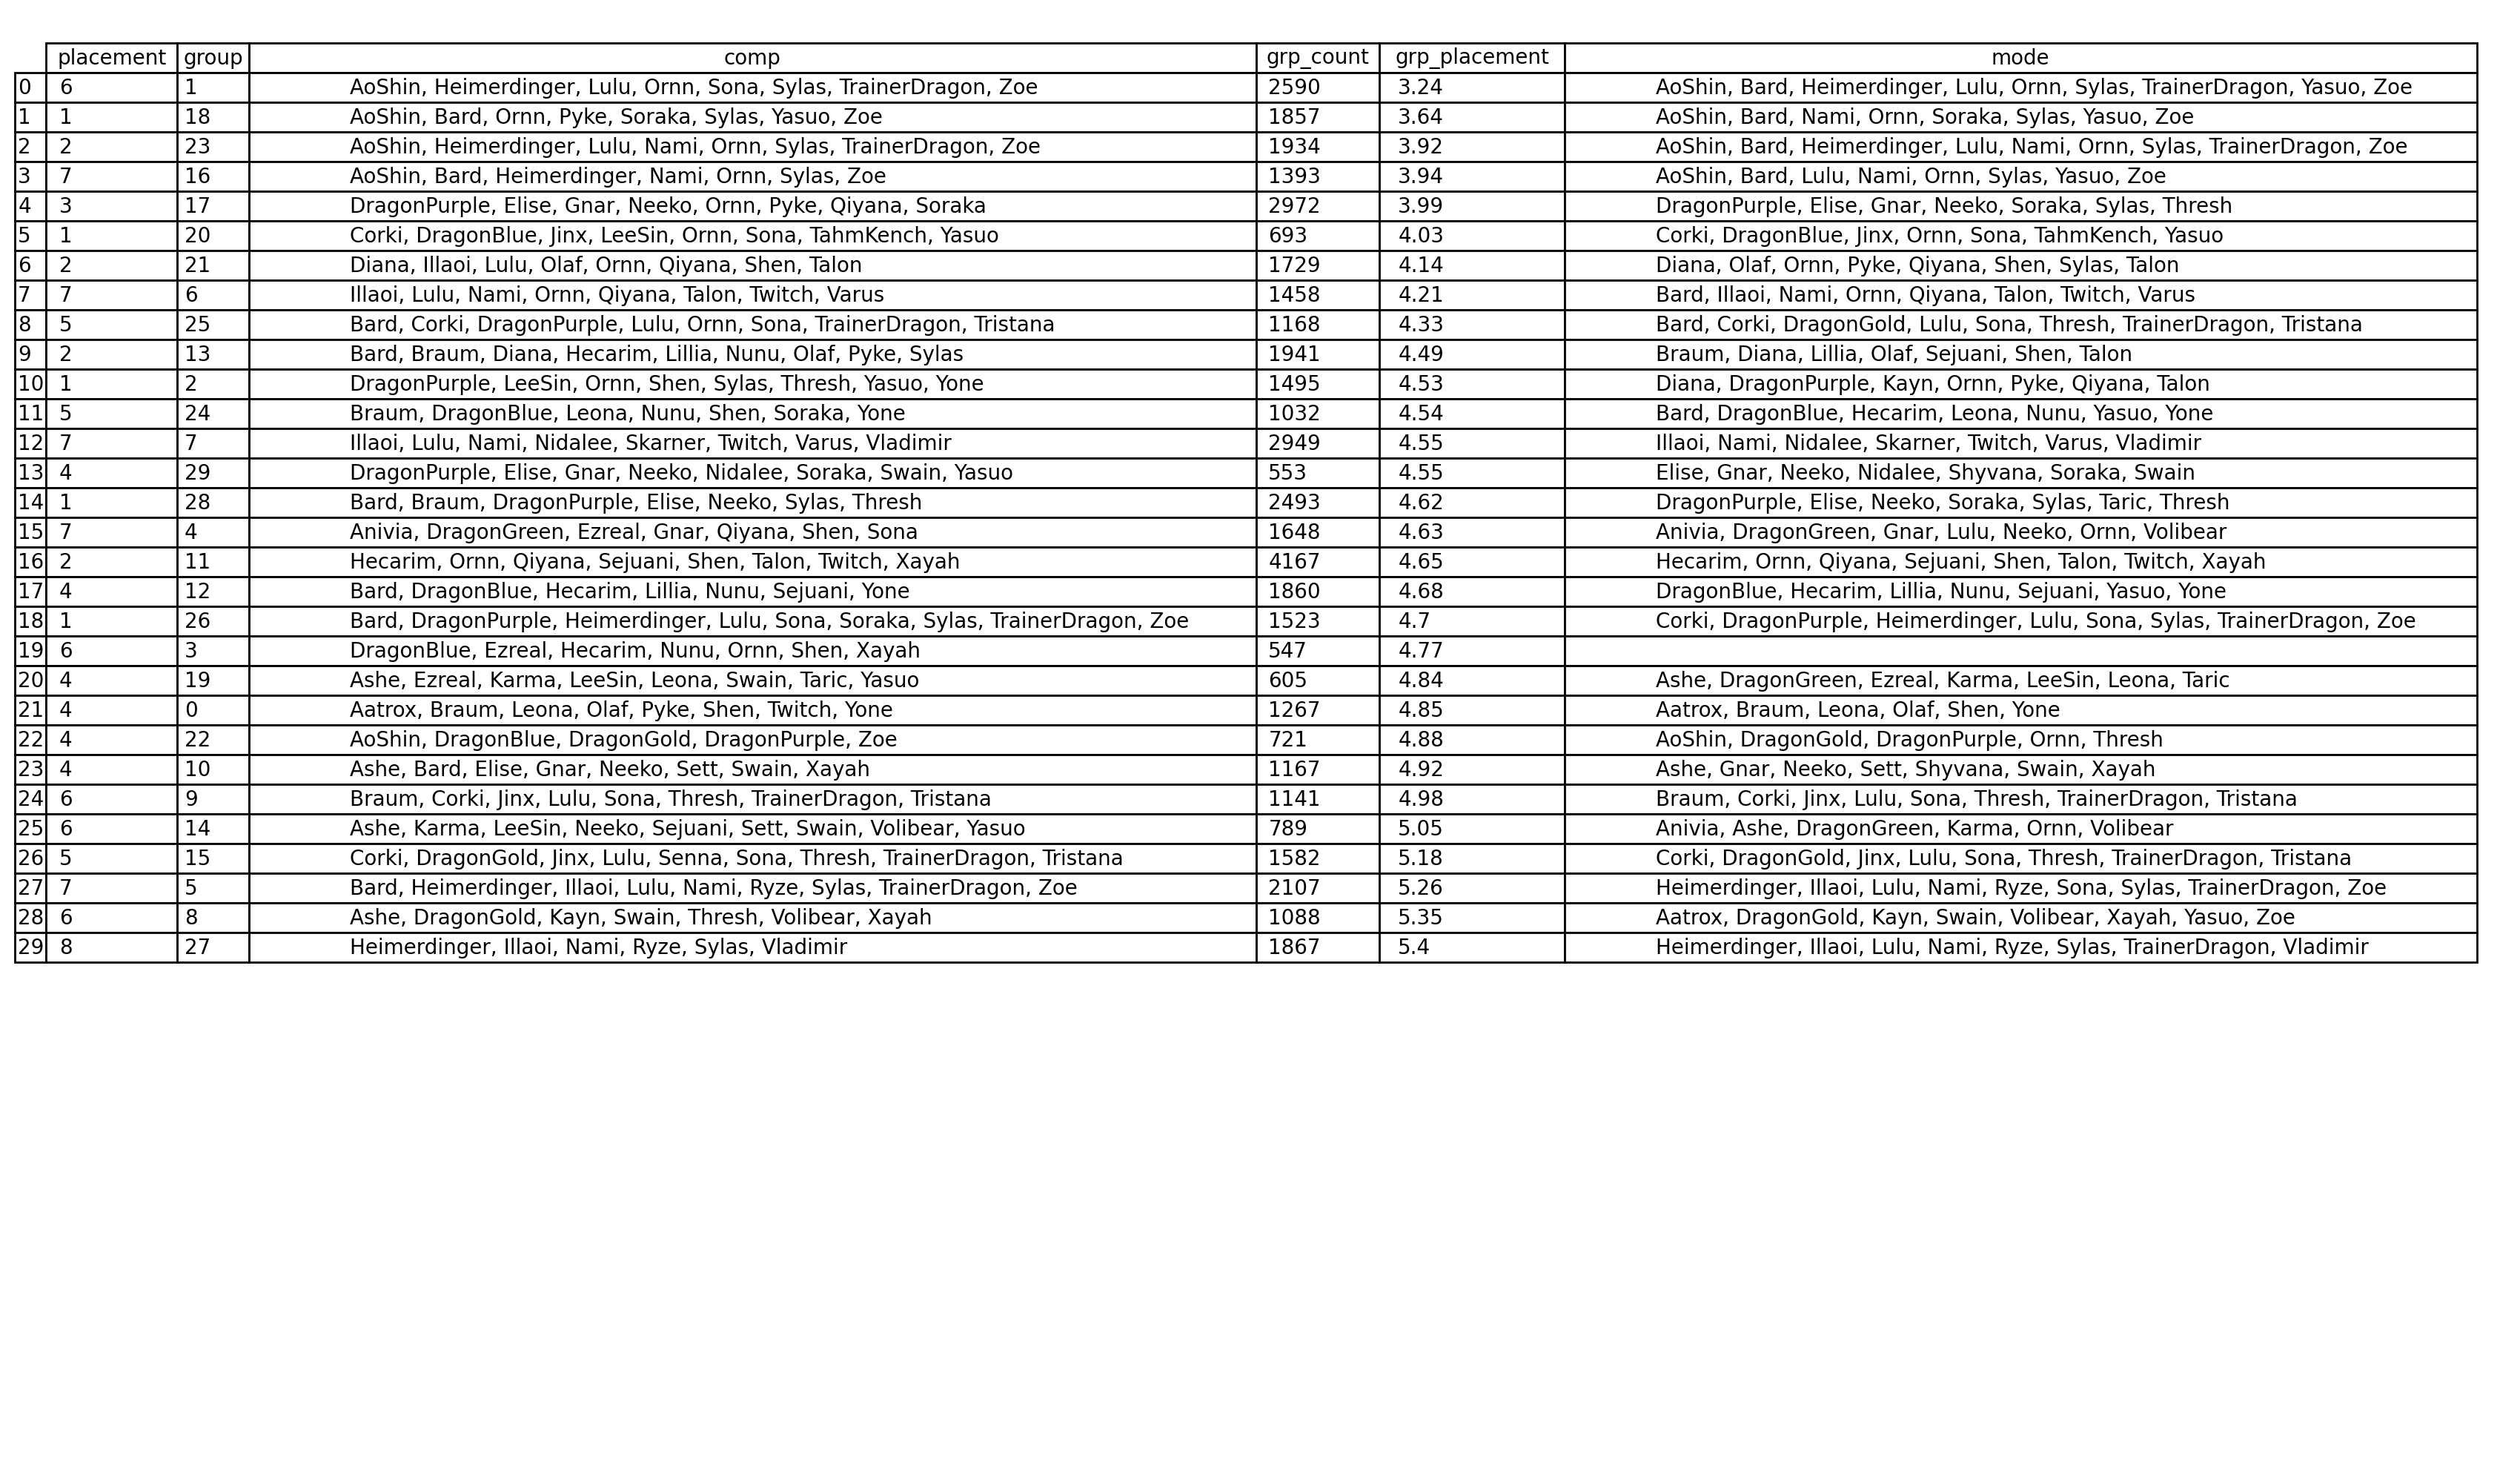 placement group comp grp_count grp_placement mode
0 6 1 AoShin, Heimerdinger, Lulu, Ornn, Sona, Sylas, TrainerDragon, Zoe 2590 3.24 AoShin, Bard, Heimerdinger, Lulu, Ornn, Sylas, TrainerDragon, Yasuo, Zoe
1 1 18 AoShin, Bard, Ornn, Pyke, Soraka, Sylas, Yasuo, Zoe 1857 3.64 AoShin, Bard, Nami, Ornn, Soraka, Sylas, Yasuo, Zoe
2 2 23 AoShin, Heimerdinger, Lulu, Nami, Ornn, Sylas, TrainerDragon, Zoe 1934 3.92 AoShin, Bard, Heimerdinger, Lulu, Nami, Ornn, Sylas, TrainerDragon, Zoe
3 7 16 AoShin, Bard, Heimerdinger, Nami, Ornn, Sylas, Zoe 1393 3.94 AoShin, Bard, Lulu, Nami, Ornn, Sylas, Yasuo, Zoe
4 3 17 DragonPurple, Elise, Gnar, Neeko, Ornn, Pyke, Qiyana, Soraka 2972 3.99 DragonPurple, Elise, Gnar, Neeko, Soraka, Sylas, Thresh
5 1 20 Corki, DragonBlue, Jinx, LeeSin, Ornn, Sona, TahmKench, Yasuo 693 4.03 Corki, DragonBlue, Jinx, Ornn, Sona, TahmKench, Yasuo
6 2 21 Diana, Illaoi, Lulu, Olaf, Ornn, Qiyana, Shen, Talon 1729 4.14 Diana, Olaf, Ornn, Pyke, Qiyana, Shen, Sylas, Talon
7 7 6 Illaoi, Lulu, Nami, Ornn, Qiyana, Talon, Twitch, Varus 1458 4.21 Bard, Illaoi, Nami, Ornn, Qiyana, Talon, Twitch, Varus
8 5 25 Bard, Corki, DragonPurple, Lulu, Ornn, Sona, TrainerDragon, Tristana 1168 4.33 Bard, Corki, DragonGold, Lulu, Sona, Thresh, TrainerDragon, Tristana
9 2 13 Bard, Braum, Diana, Hecarim, Lillia, Nunu, Olaf, Pyke, Sylas 1941 4.49 Braum, Diana, Lillia, Olaf, Sejuani, Shen, Talon
10 1 2 DragonPurple, LeeSin, Ornn, Shen, Sylas, Thresh, Yasuo, Yone 1495 4.53 Diana, DragonPurple, Kayn, Ornn, Pyke, Qiyana, Talon
11 5 24 Braum, DragonBlue, Leona, Nunu, Shen, Soraka, Yone 1032 4.54 Bard, DragonBlue, Hecarim, Leona, Nunu, Yasuo, Yone
12 7 7 Illaoi, Lulu, Nami, Nidalee, Skarner, Twitch, Varus, Vladimir 2949 4.55 Illaoi, Nami, Nidalee, Skarner, Twitch, Varus, Vladimir
13 4 29 DragonPurple, Elise, Gnar, Neeko, Nidalee, Soraka, Swain, Yasuo 553 4.55 Elise, Gnar, Neeko, Nidalee, Shyvana, Soraka, Swain
14 1 28 Bard, Braum, DragonPurple, Elise, Neeko, Sylas, Thresh 2493 4.62 DragonPurple, Elise, Neeko, Soraka, Sylas, Taric, Thresh
15 7 4 Anivia, DragonGreen, Ezreal, Gnar, Qiyana, Shen, Sona 1648 4.63 Anivia, DragonGreen, Gnar, Lulu, Neeko, Ornn, Volibear
16 2 11 Hecarim, Ornn, Qiyana, Sejuani, Shen, Talon, Twitch, Xayah 4167 4.65 Hecarim, Ornn, Qiyana, Sejuani, Shen, Talon, Twitch, Xayah
17 4 12 Bard, DragonBlue, Hecarim, Lillia, Nunu, Sejuani, Yone 1860 4.68 DragonBlue, Hecarim, Lillia, Nunu, Sejuani, Yasuo, Yone
18 1 26 Bard, DragonPurple, Heimerdinger, Lulu, Sona, Soraka, Sylas, TrainerDragon, Zoe 1523 4.7 Corki, DragonPurple, Heimerdinger, Lulu, Sona, Sylas, TrainerDragon, Zoe
19 6 3 DragonBlue, Ezreal, Hecarim, Nunu, Ornn, Shen, Xayah 547 4.77
20 4 19 Ashe, Ezreal, Karma, LeeSin, Leona, Swain, Taric, Yasuo 605 4.84 Ashe, DragonGreen, Ezreal, Karma, LeeSin, Leona, Taric
21 4 0 Aatrox, Braum, Leona, Olaf, Pyke, Shen, Twitch, Yone 1267 4.85 Aatrox, Braum, Leona, Olaf, Shen, Yone
22 4 22 AoShin, DragonBlue, DragonGold, DragonPurple, Zoe 721 4.88 AoShin, DragonGold, DragonPurple, Ornn, Thresh
23 4 10 Ashe, Bard, Elise, Gnar, Neeko, Sett, Swain, Xayah 1167 4.92 Ashe, Gnar, Neeko, Sett, Shyvana, Swain, Xayah
24 6 9 Braum, Corki, Jinx, Lulu, Sona, Thresh, TrainerDragon, Tristana 1141 4.98 Braum, Corki, Jinx, Lulu, Sona, Thresh, TrainerDragon, Tristana
25 6 14 Ashe, Karma, LeeSin, Neeko, Sejuani, Sett, Swain, Volibear, Yasuo 789 5.05 Anivia, Ashe, DragonGreen, Karma, Ornn, Volibear
26 5 15 Corki, DragonGold, Jinx, Lulu, Senna, Sona, Thresh, TrainerDragon, Tristana 1582 5.18 Corki, DragonGold, Jinx, Lulu, Sona, Thresh, TrainerDragon, Tristana
27 7 5 Bard, Heimerdinger, Illaoi, Lulu, Nami, Ryze, Sylas, TrainerDragon, Zoe 2107 5.26 Heimerdinger, Illaoi, Lulu, Nami, Ryze, Sona, Sylas, TrainerDragon, Zoe
28 6 8 Ashe, DragonGold, Kayn, Swain, Thresh, Volibear, Xayah 1088 5.35 Aatrox, DragonGold, Kayn, Swain, Volibear, Xayah, Yasuo, Zoe
29 8 27 Heimerdinger, Illaoi, Nami, Ryze, Sylas, Vladimir 1867 5.4 Heimerdinger, Illaoi, Lulu, Nami, Ryze, Sylas, TrainerDragon, Vladimir